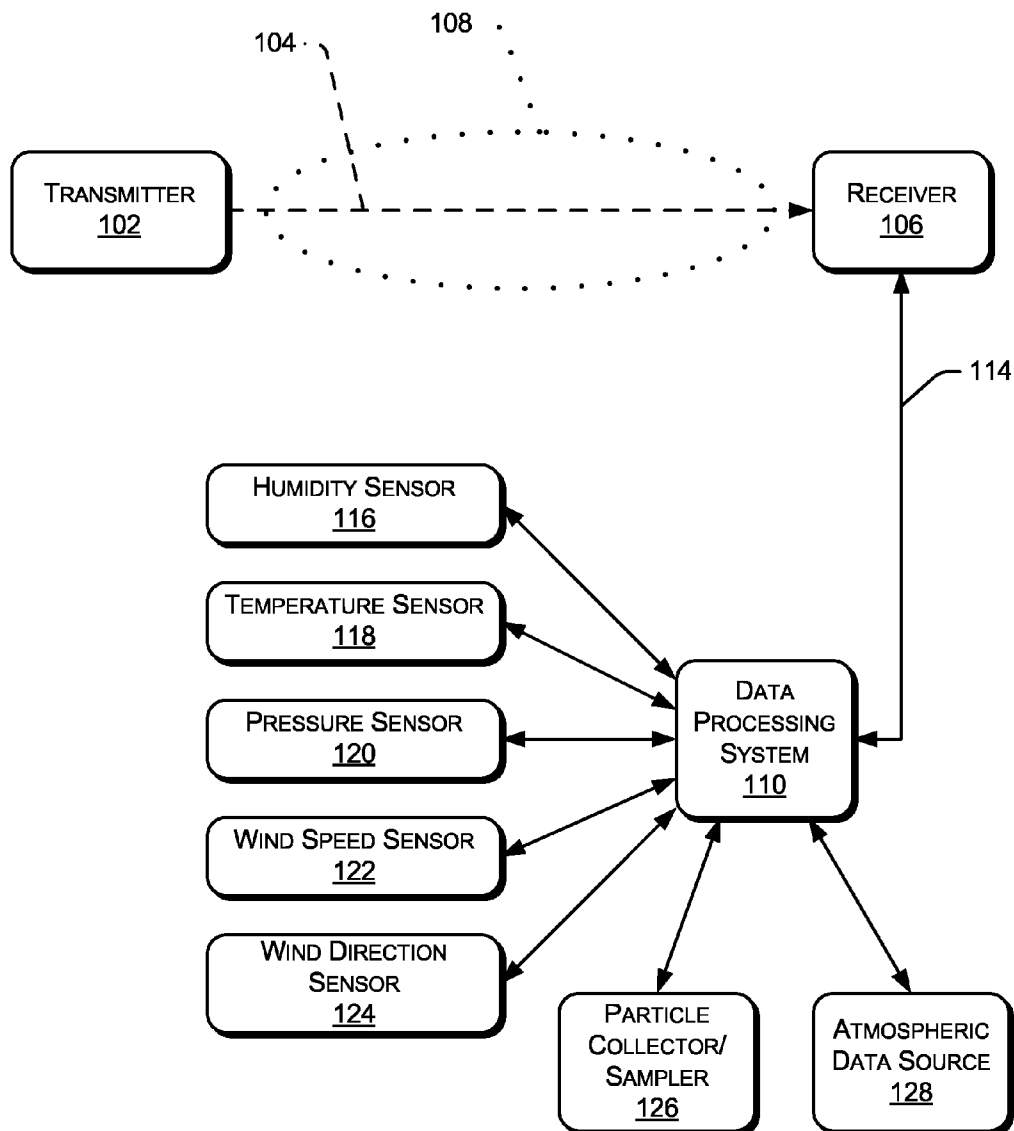 108
104
TRANSMITTER
102
RECEIVER
106
114
HUMIDITY SENSOR
116
TEMPERATURE SENSOR
118
PRESSURE SENSOR
120
WIND SPEED SENSOR
122
WIND DIRECTION
SENSOR
124
DATA
PROCESSING
SYSTEM
110
PARTICLE
COLLECTOR/
SAMPLER
126
ATMOSPHERIC
DATA SOURCE
128